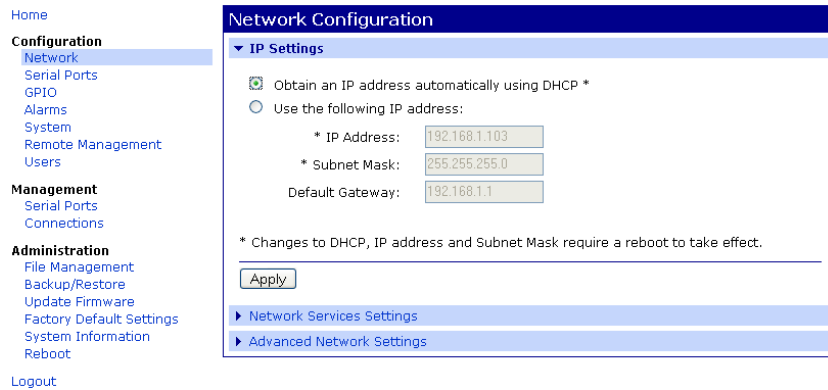 Home
Configuration
Network
Serial Ports
GPIO
Alarms
System
Remote Management
Users
Management
Serial Ports
Connections
Administration
File Management
Backup/Restore
Update Firmware
Factory Default Settings
System Information
Reboot
Logout
Network Configuration
IP Settings
Obtain an IP address automatically using DHCP *
Use the following IP address:
* IP Address: 192.168.1.103
* Subnet Mask: 255.255.255.0
Default Gateway: 192.168.1.1
* Changes to DHCP, IP address and Subnet Mask require a reboot to take effect.
Apply
Network Services Settings
Advanced Network Settings